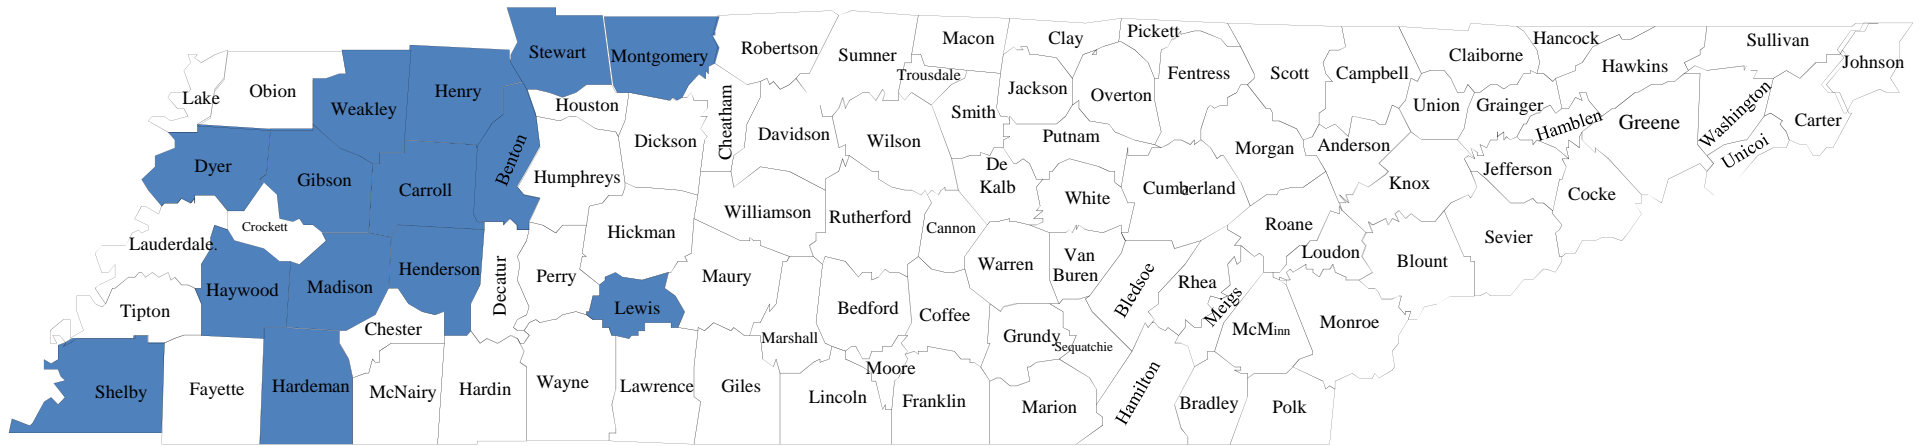 Stewart
Montgomery
Robertson
Sumner
Macon
Clay
Pickett
Trousdale
Fentress
Scott
Campbell
Claiborne
Hancock
Hawkins
Sullivan
Johnson
Lake
Obion
Weakley
Henry
Houston
Dickson
Cheatham
Davidson
Wilson
Smith
Jackson
Overton
Putnam
Morgan
Anderson
Union
Grainger
Hamblen
Greene
Washington
Unicoi
Carter
Dyer
Gibson
Carroll
Benton
Humphreys
Williamson
Rutherford
Cannon
De
Kalb
White
Cumberland
Knox
Jefferson
Cocke
Lauderdale.
Crockett
Hickman
Roane
Loudon
Blount
Sevier
Haywood
Madison
Henderson
Decatur
Perry
Maury
Warren
Van
Buren
Bledsoe
Rhea
Meigs
Tipton
Chester
Lewis
Marshall
Bedford
Coffee
Grundy
Sequatchie
McMinn
Monroe
Shelby
Fayette
Hardeman
McNairy
Hardin
Wayne
Lawrence
Giles
Lincoln
Moore
Franklin
Marion
Hamilton
Bradley
Polk